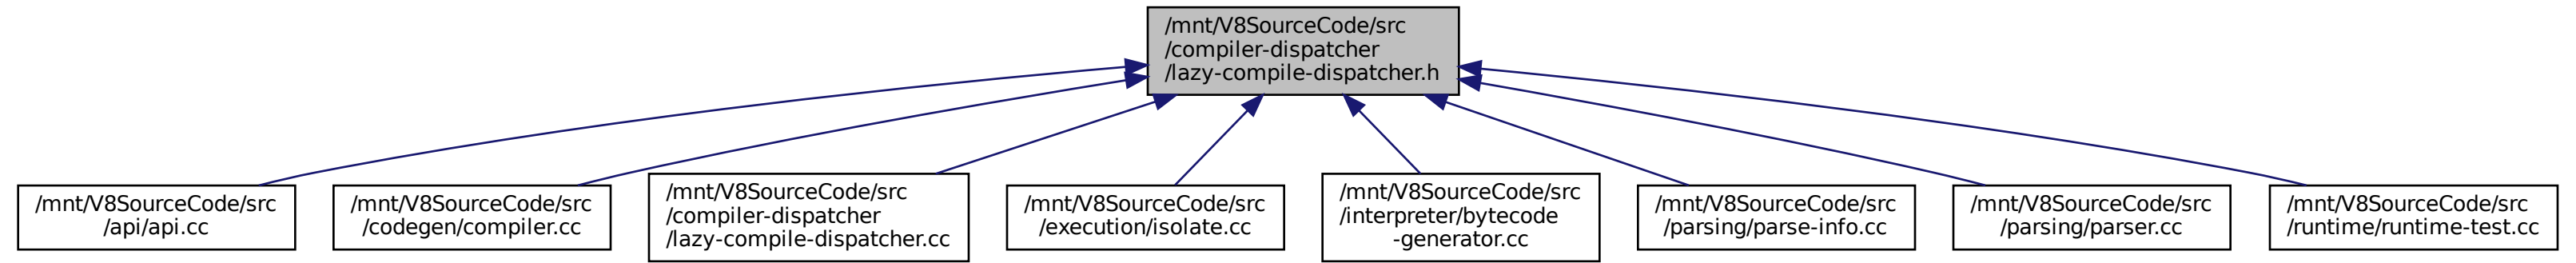 /mnt/V8SourceCode/src
/compiler-dispatcher
/lazy-compile-dispatcher.h
/mnt/V8SourceCode/src
/api/api.cc
/mnt/V8SourceCode/src
/codegen/compiler.cc
/mnt/V8SourceCode/src
/compiler-dispatcher
/lazy-compile-dispatcher.cc
/mnt/V8SourceCode/src
/execution/isolate.cc
/mnt/V8SourceCode/src
/interpreter/bytecode
-generator.cc
/mnt/V8SourceCode/src
/parsing/parse-info.cc
/mnt/V8SourceCode/src
/parsing/parser.cc
/mnt/V8SourceCode/src
/runtime/runtime-test.cc